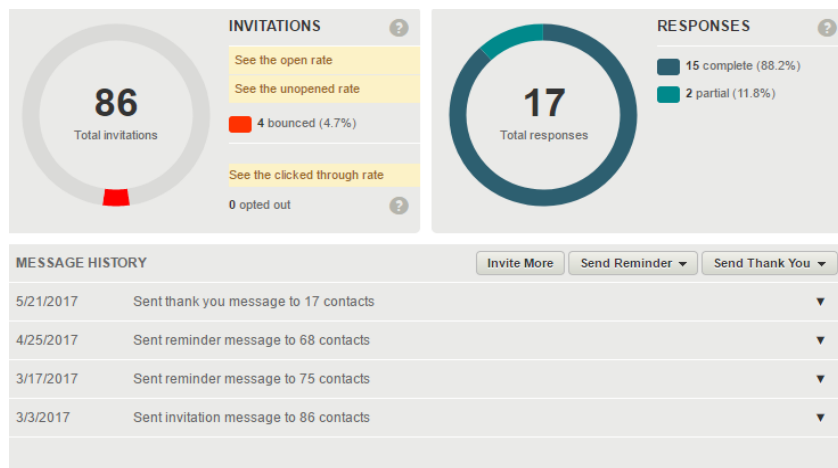 INVITATIONS
?
See the open rate
See the unopened rate
4 bounced (4.7%)
See the clicked through rate
0 opted out
?
86
Total invitations
RESPONSES
?
15 complete (88.2%)
2 partial (11.8%)
17
Total responses
MESSAGE HISTORY
Invite More
Send Reminder
Send Thank You
5/21/2017 Sent thank you message to 17 contacts
4/25/2017 Sent reminder message to 68 contacts
3/17/2017 Sent reminder message to 75 contacts
3/3/2017 Sent invitation message to 86 contacts